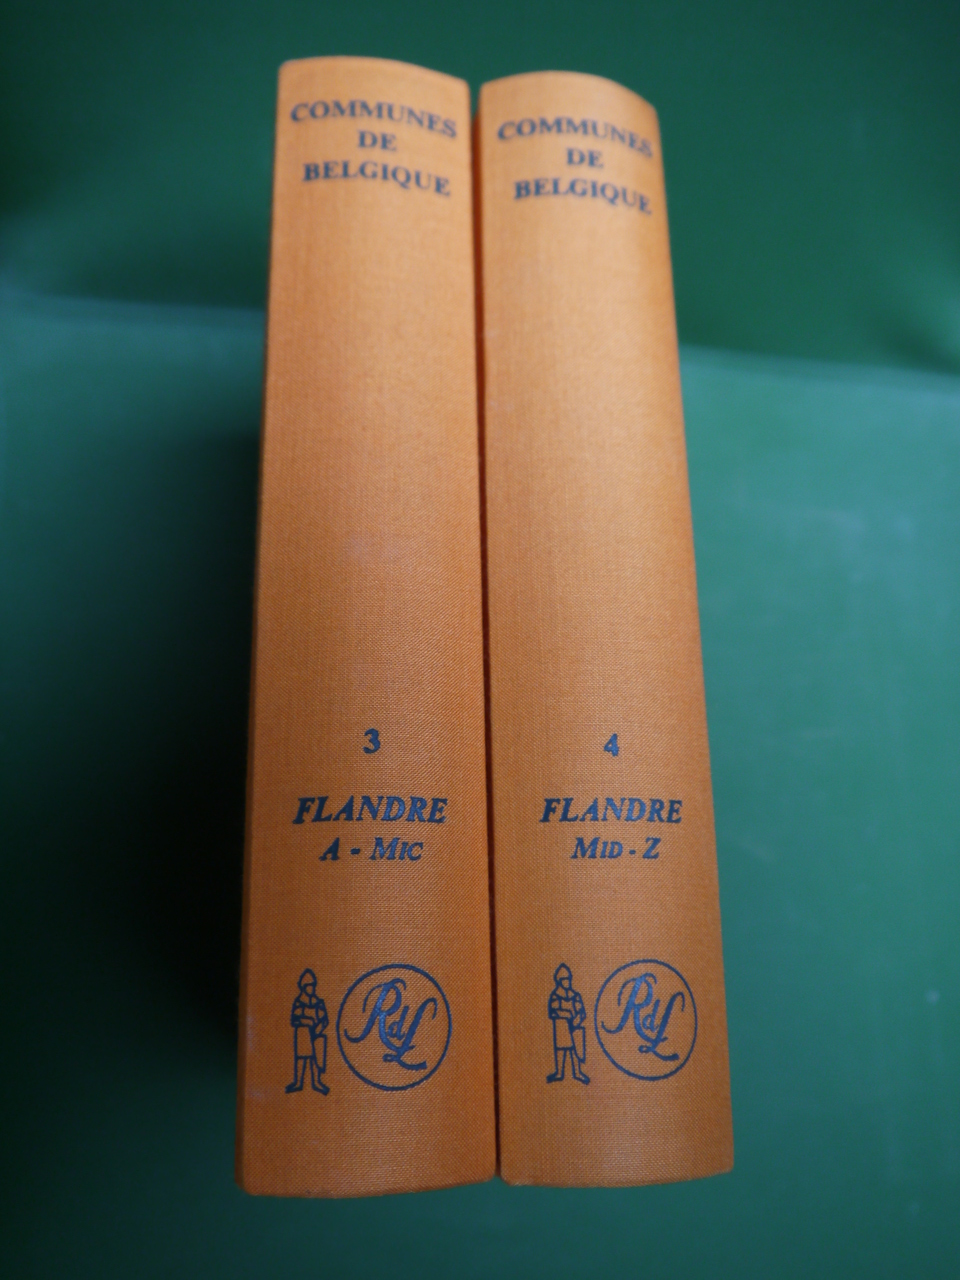 COMMUNES
DE
BELGIQUE
3
FLANDRE
A - MIC
RdL
COMMUNES
DE
BELGIQUE
4
FLANDRE
MID - Z
RdL